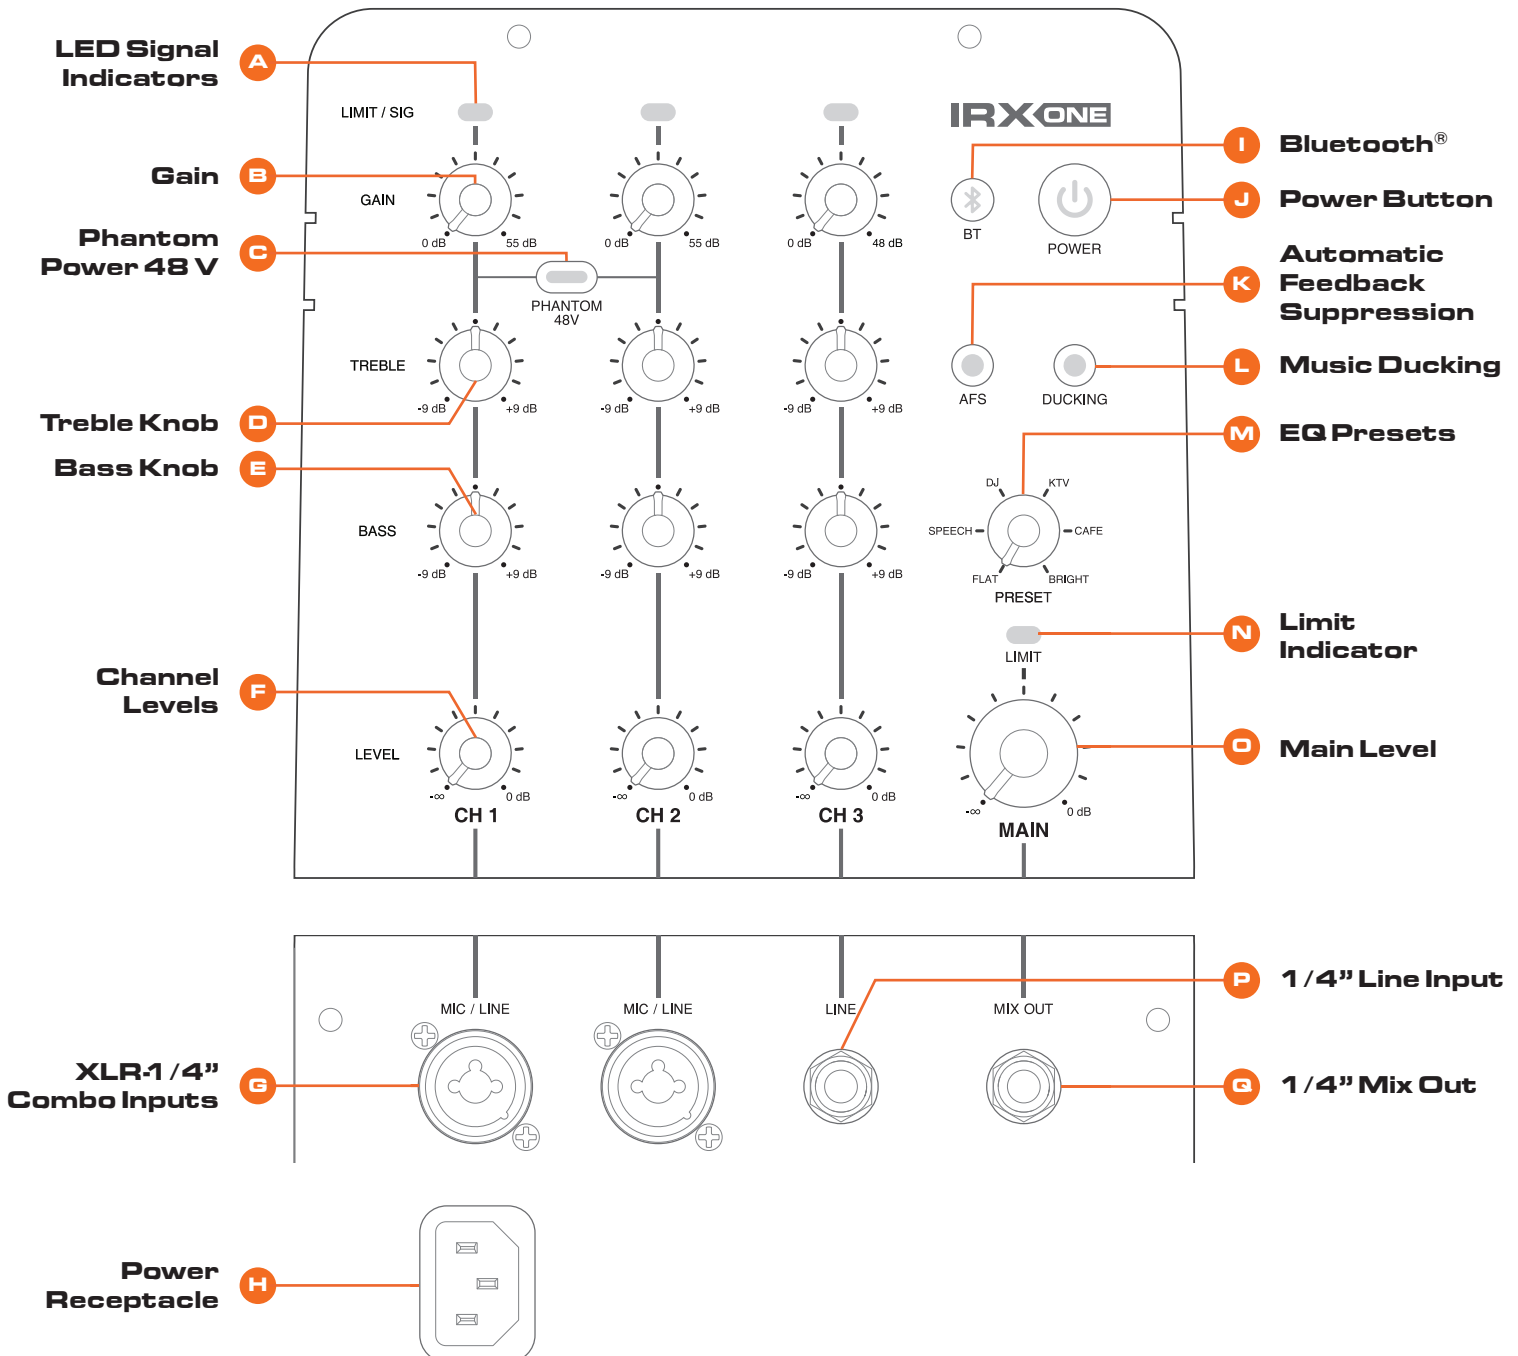 LED Signal
Indicators
A
LIMIT / SIG
Gain
B
GAIN
0 dB
55 dB
0 dB
55 dB
0 dB
48 dB
Phantom
Power 48 V
C
PHANTOM
48V
TREBLE
-9 dB
+9 dB
-9 dB
+9 dB
-9 dB
+9 dB
Treble Knob
D
Bass Knob
E
BASS
-9 dB
+9 dB
-9 dB
+9 dB
-9 dB
+9 dB
Channel
Levels
F
LEVEL
-∞
0 dB
-∞
0 dB
-∞
0 dB
CH 1
CH 2
CH 3
IRX ONE
BT
POWER
I
Bluetooth®
J
Power Button
K
Automatic
Feedback
Suppression
AFS
DUCKING
L
Music Ducking
M
EQ Presets
DJ
KTV
SPEECH
CAFE
FLAT
BRIGHT
PRESET
LIMIT
N
Limit
Indicator
O
Main Level
-∞
0 dB
MAIN
MIC / LINE
MIC / LINE
LINE
MIX OUT
P
1/4” Line Input
XLR-1/4”
Combo Inputs
G
Q
1/4” Mix Out
Power
Receptacle
H